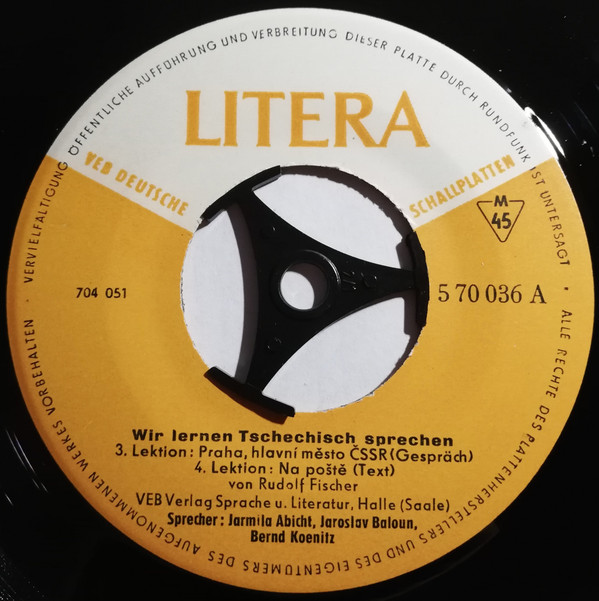 LITERA
VEB DEUTSCHE SCHALLPLATTEN
M
45
704 051
5 70 036 A
Wir lernen Tschechisch sprechen
3. Lektion: Praha, hlavní město ČSSR (Gespräch)
4. Lektion: Na poště (Text)
von Rudolf Fischer
VEB Verlag Sprache u. Literatur, Halle (Saale)
Sprecher: Jarmila Abicht, Jaroslav Baloun,
Bernd Koenitz
ALLE RECHTE DES PLATTENHERSTELLERS UND DES EIGENTÜMERS DES AUFGENOMMENEN WERKES VORBEHALTEN · VERVIELFÄLTIGUNG ÖFFENTLICHE AUFFÜHRUNG UND VERBREITUNG DIESER PLATTE DURCH RUNDFUNK IST UNTERSAGT ·